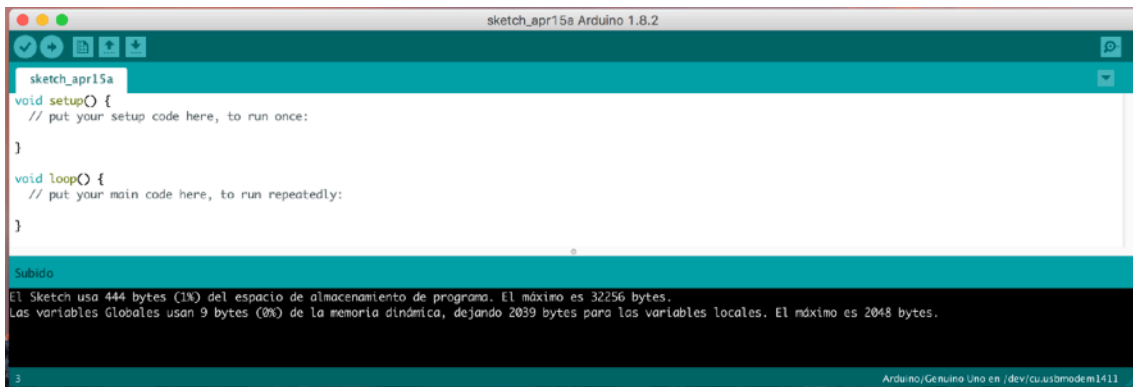 sketch_apr15a Arduino 1.8.2
sketch_apr15a
void setup() {
// put your setup code here, to run once:
}
void loop() {
// put your main code here, to run repeatedly:
}
Subido
El Sketch usa 444 bytes (1%) del espacio de almacenamiento de programa. El máximo es 32256 bytes.
Las variables Globales usan 9 bytes (0%) de la memoria dinámica, dejando 2039 bytes para las variables locales. El máximo es 2048 bytes.
3 Arduino/Genuino Uno en /dev/cu.usbmodem1411